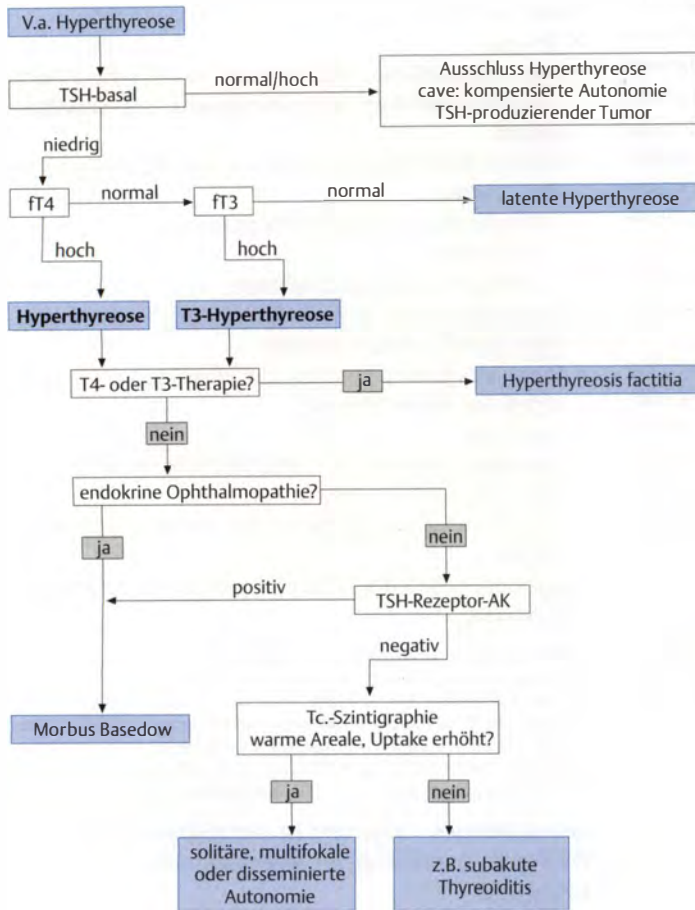 V.a. Hyperthyreose
normal/hoch
TSH-basal
Ausschluss Hyperthyreose
cave: kompensierte Autonomie
TSH-produzierender Tumor
niedrig
fT4
normal
fT3
normal
latente Hyperthyreose
hoch
hoch
Hyperthyreose
T3-Hyperthyreose
T4- oder T3-Therapie?
ja
Hyperthyreosis factitia
nein
endokrine Ophthalmopathie?
ja
nein
positiv
TSH-Rezeptor-AK
negativ
Morbus Basedow
Tc.-Szintigraphie
warme Areale, Uptake erhöht?
ja
nein
solitäre, multifokale
oder disseminierte
Autonomie
z.B. subakute
Thyreoiditis